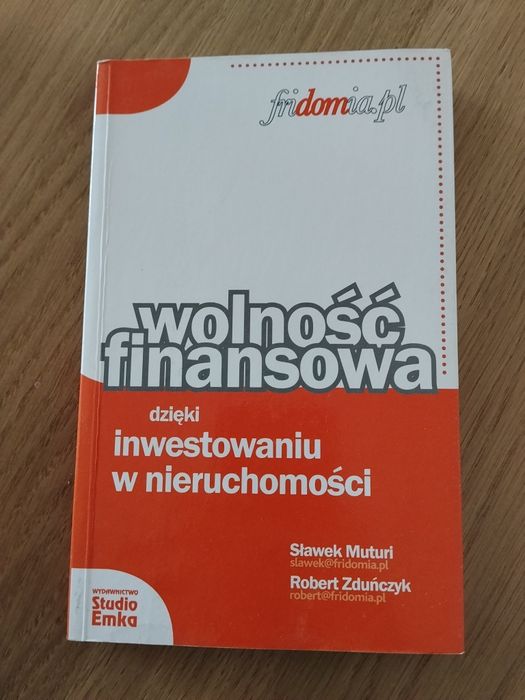 fridomia.pl
wolność
finansowa
dzięki
inwestowaniu
w nieruchomości
Sławek Muturi
slawek@fridomia.pl
Robert Zduńczyk
robert@fridomia.pl
WYDAWNICTWO
Studio
Emka